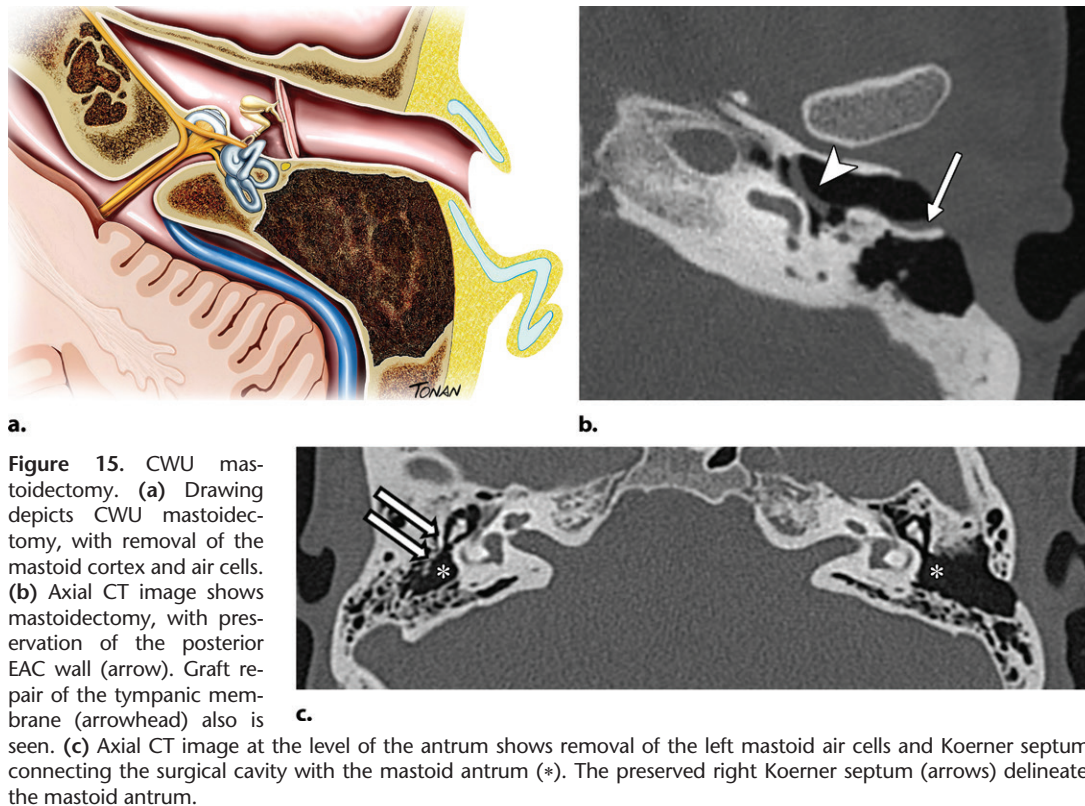 TONAN
a.
b.
Figure 15. CWU mas-
toidectomy. (a) Drawing
depicts CWU mastoidec-
tomy, with removal of the
mastoid cortex and air cells.
(b) Axial CT image shows
mastoidectomy, with pres-
ervation of the posterior
EAC wall (arrow). Graft re-
pair of the tympanic mem-
brane (arrowhead) also is
* *
c.
seen. (c) Axial CT image at the level of the antrum shows removal of the left mastoid air cells and Koerner septum
connecting the surgical cavity with the mastoid antrum (*). The preserved right Koerner septum (arrows) delineate
the mastoid antrum.